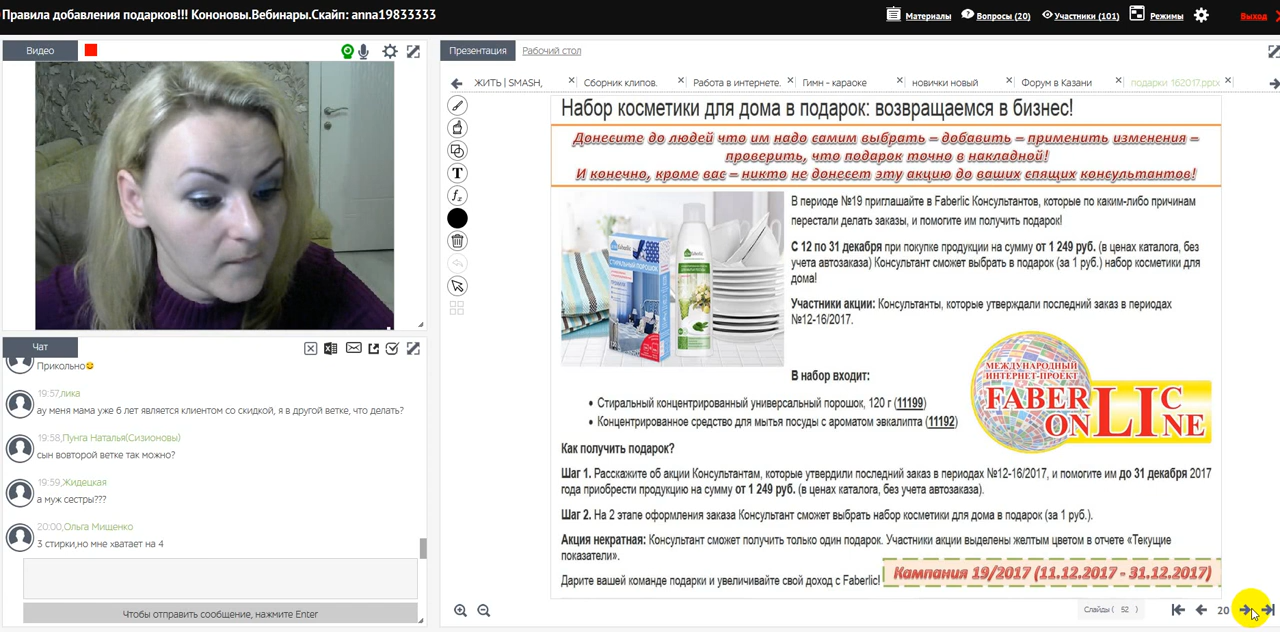 Правила добавления подарков!!! Кононовы.Вебинары.Скайп: anna19833333
Материалы
Вопросы (20)
Участники (101)
Режимы
Выход
Видео
Презентация
Рабочий стол
ЖИТЬ | SMASH,
Сборник клипов.
Работа в интернете.
Гимн - караоке
новички новый
Форум в Казани
подарки 162017.pptx
Набор косметики для дома в подарок: возвращаемся в бизнес!
Донесите до людей что им надо самим выбрать – добавить – применить изменения –
проверить, что подарок точно в накладной!
И конечно, кроме вас – никто не донесет эту акцию до ваших спящих консультантов!
В периоде №19 приглашайте в Faberlic Консультантов, которые по каким-либо причинам
перестали делать заказы, и помогите им получить подарок!
С 12 по 31 декабря при покупке продукции на сумму от 1 249 руб. (в ценах каталога, без
учета автозаказа) Консультант сможет выбрать в подарок (за 1 руб.) набор косметики для
дома!
Участники акции: Консультанты, которые утверждали последний заказ в периодах
№12-16/2017.
В набор входит:
• Стиральный концентрированный универсальный порошок, 120 г (11199)
• Концентрированное средство для мытья посуды с ароматом эвкалипта (11192)
МЕЖДУНАРОДНЫЙ
ИНТЕРНЕТ-ПРОЕКТ
FABERLIC
ONLINE
Как получить подарок?
Шаг 1. Расскажите об акции Консультантам, которые утвердили последний заказ в периодах №12-16/2017, и помогите им до 31 декабря 2017
года приобрести продукцию на сумму от 1 249 руб. (в ценах каталога, без учета автозаказа).
Шаг 2. На 2 этапе оформления заказа Консультант сможет выбрать набор косметики для дома в подарок (за 1 руб.).
Акция некратная: Консультант сможет получить только один подарок. Участники акции выделены желтым цветом в отчете «Текущие
показатели».
Дарите вашей команде подарки и увеличивайте свой доход с Faberlic!
Кампания 19/2017 (11.12.2017 - 31.12.2017)
Слайды ( 52 )
20
Чат
Прикольно
19:57,лика
ау меня мама уже 6 лет является клиентом со скидкой, я в другой ветке, что делать?
19:58,Пунга Наталья(Сизионовы)
сын вовторой ветке так можно?
19:59,Жидецкая
а муж сестры???
20:00,Ольга Мищенко
3 стирки,но мне хватает на 4
Чтобы отправить сообщение, нажмите Enter